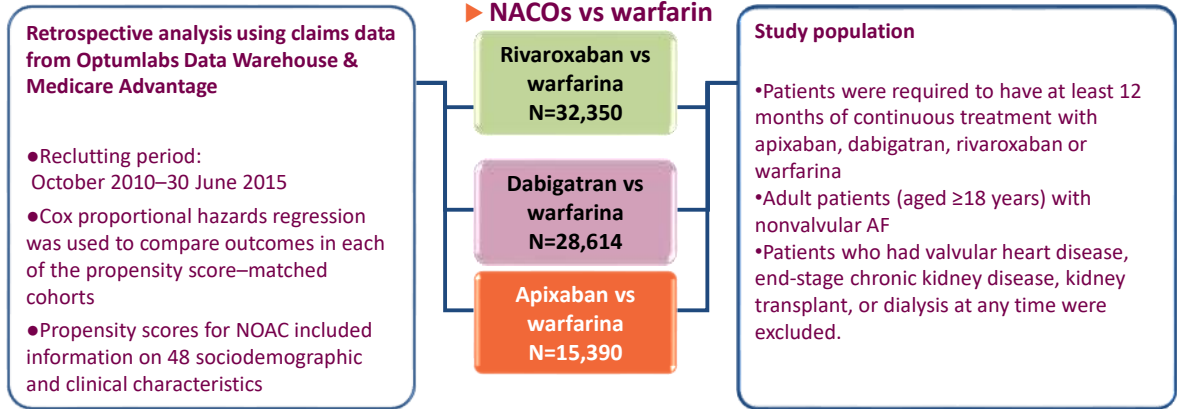 ▶ NACOs vs warfarin
Retrospective analysis using claims data
from Optumlabs Data Warehouse &
Medicare Advantage
●Reclutting period:
October 2010–30 June 2015
●Cox proportional hazards regression
was used to compare outcomes in each
of the propensity score–matched
cohorts
●Propensity scores for NOAC included
information on 48 sociodemographic
and clinical characteristics
Rivaroxaban vs
warfarina
N=32,350
Dabigatran vs
warfarina
N=28,614
Apixaban vs
warfarina
N=15,390
Study population
•Patients were required to have at least 12
months of continuous treatment with
apixaban, dabigatran, rivaroxaban or
warfarina
•Adult patients (aged ≥18 years) with
nonvalvular AF
•Patients who had valvular heart disease,
end-stage chronic kidney disease, kidney
transplant, or dialysis at any time were
excluded.